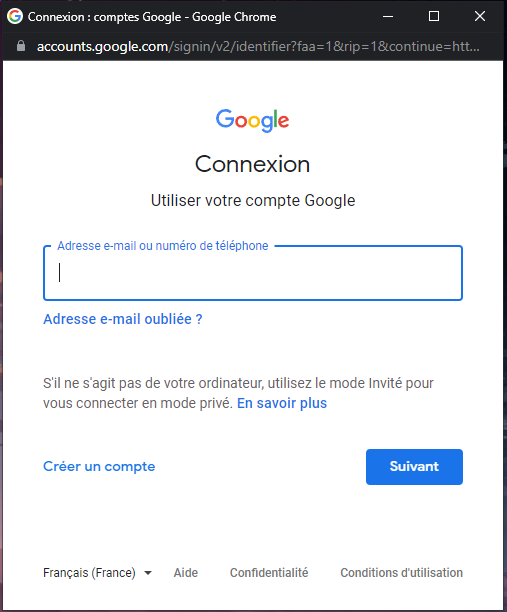 Connexion : comptes Google - Google Chrome
accounts.google.com/signin/v2/identifier?faa=1&rip=1&continue=htt...
Google
Connexion
Utiliser votre compte Google
Adresse e-mail ou numéro de téléphone
Adresse e-mail oubliée ?
S'il ne s'agit pas de votre ordinateur, utilisez le mode Invité pour
vous connecter en mode privé. En savoir plus
Créer un compte
Suivant
Français (France) Aide Confidentialité Conditions d'utilisation